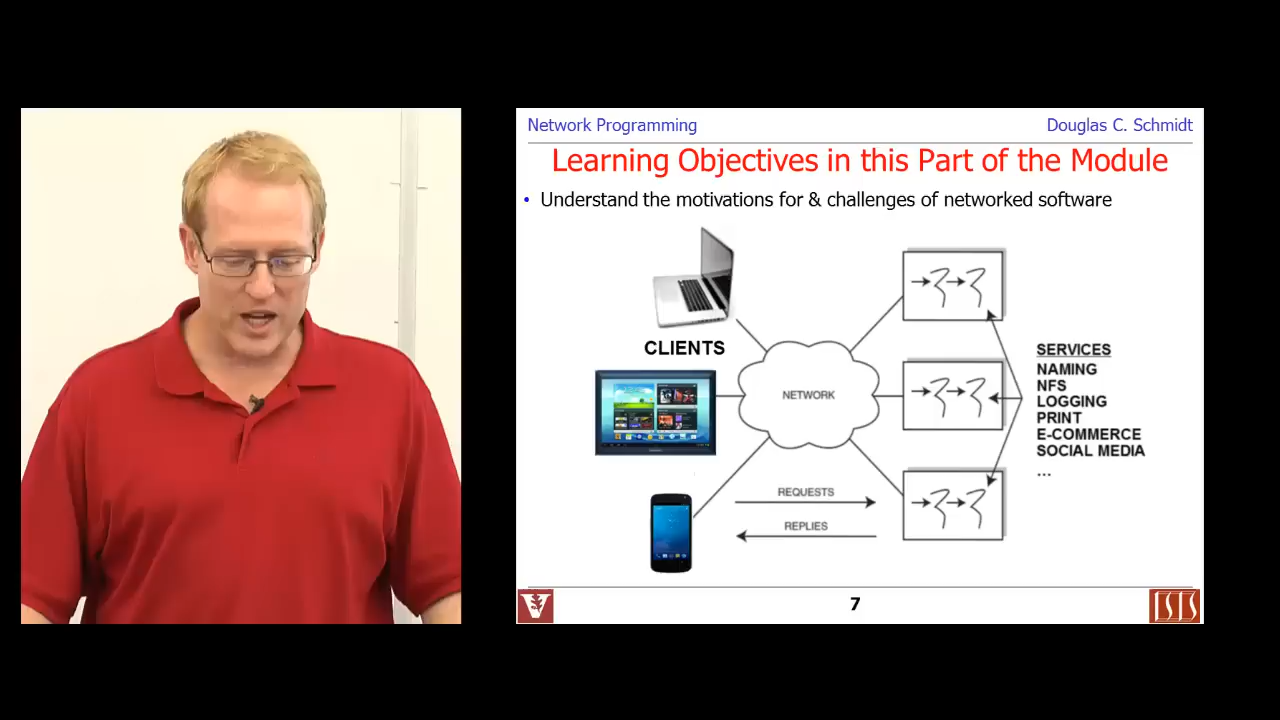 Network Programming
Douglas C. Schmidt
Learning Objectives in this Part of the Module
• Understand the motivations for & challenges of networked software
CLIENTS
NETWORK
SERVICES
NAMING
NFS
LOGGING
PRINT
E-COMMERCE
SOCIAL MEDIA
...
REQUESTS
REPLIES
V
7
ISIS